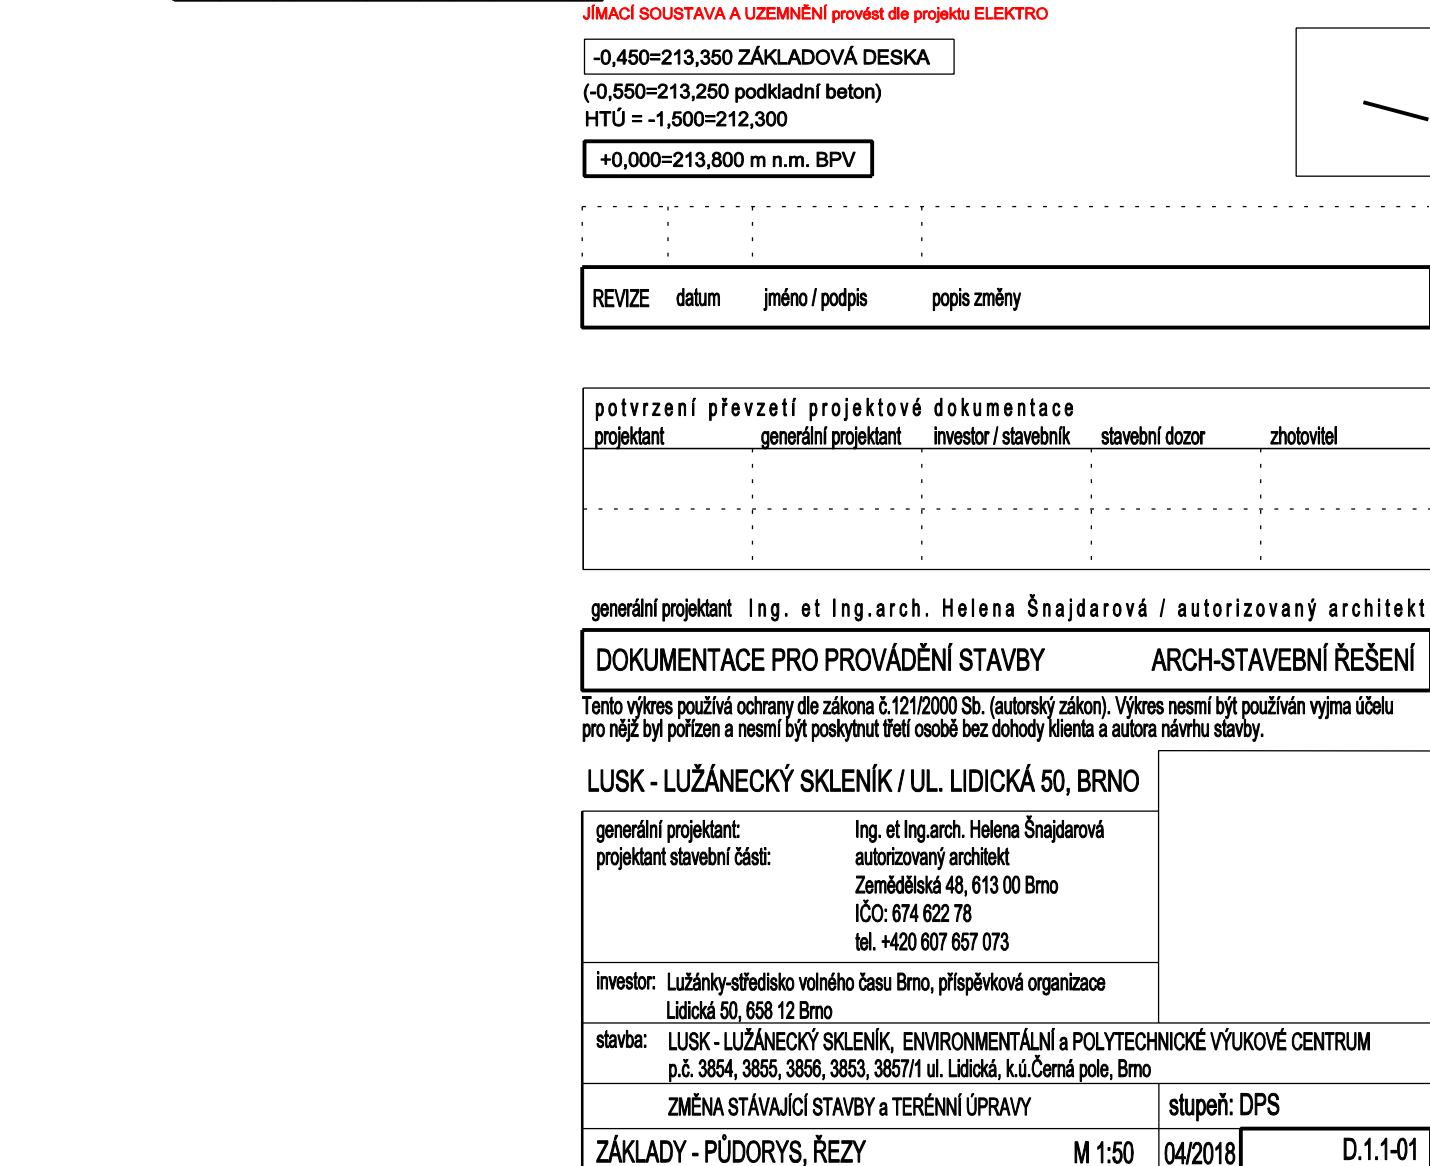 JÍMACÍ SOUSTAVA A UZEMNĚNÍ provést dle projektu ELEKTRO
-0,450=213,350 ZÁKLADOVÁ DESKA
(-0,550=213,250 podkladní beton)
HTÚ = -1,500=212,300
+0,000=213,800 m n.m. BPV
REVIZE datum jméno / podpis popis změny
potvrzení převzetí projektové dokumentace
projektant generální projektant investor / stavebník stavební dozor zhotovitel
generální projektant Ing. et Ing.arch. Helena Šnajdarová / autorizovaný architekt
DOKUMENTACE PRO PROVÁDĚNÍ STAVBY ARCH-STAVEBNÍ ŘEŠENÍ
Tento výkres používá ochrany dle zákona č.121/2000 Sb. (autorský zákon). Výkres nesmí být používán vyjma účelu
pro nějž byl pořízen a nesmí být poskytnut třetí osobě bez dohody klienta a autora návrhu stavby.
LUSK - LUŽÁNECKÝ SKLENÍK / UL. LIDICKÁ 50, BRNO
generální projektant: Ing. et Ing.arch. Helena Šnajdarová
projektant stavební části: autorizovaný architekt
Zemědělská 48, 613 00 Brno
IČO: 674 622 78
tel. +420 607 657 073
investor: Lužánky-středisko volného času Brno, příspěvková organizace
Lidická 50, 658 12 Brno
stavba: LUSK - LUŽÁNECKÝ SKLENÍK, ENVIRONMENTÁLNÍ a POLYTECHNICKÉ VÝUKOVÉ CENTRUM
p.č. 3854, 3855, 3856, 3853, 3857/1 ul. Lidická, k.ú.Černá pole, Brno
ZMĚNA STÁVAJÍCÍ STAVBY a TERÉNNÍ ÚPRAVY stupeň: DPS
ZÁKLADY - PŮDORYS, ŘEZY M 1:50 04/2018 D.1.1-01